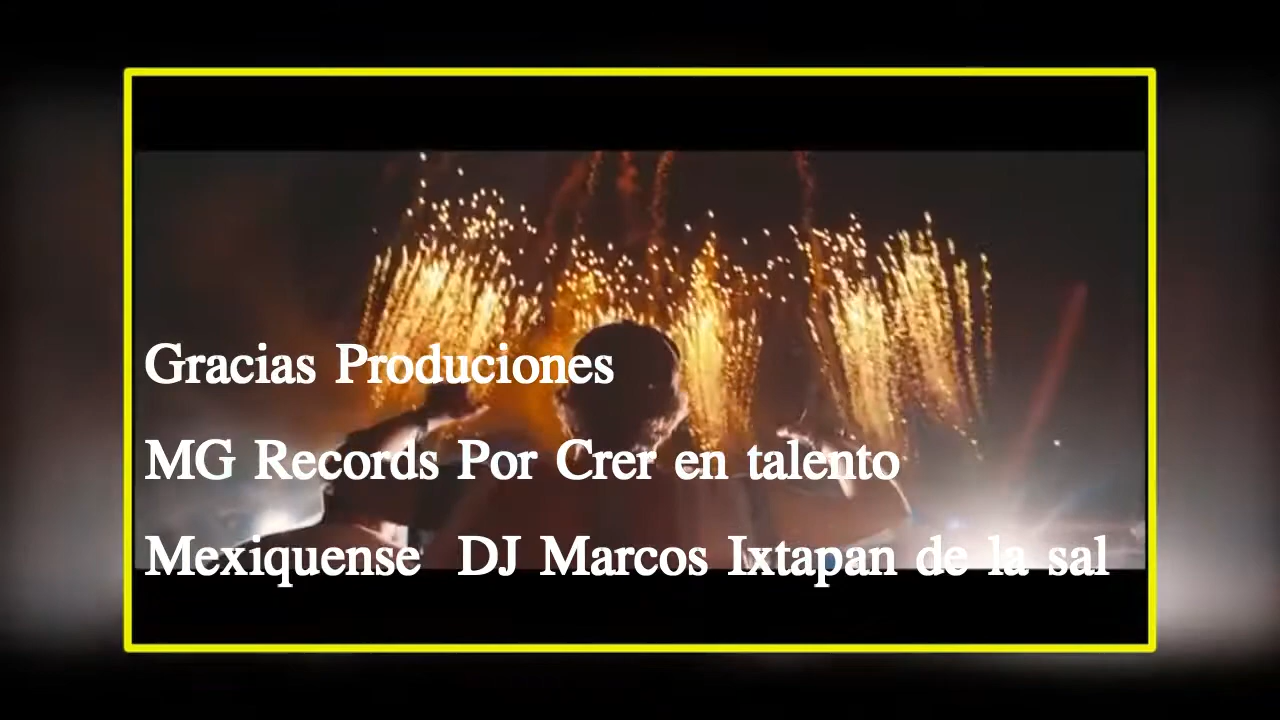 Gracias Produciones
MG Records Por Crer en talento
Mexiquense DJ Marcos Ixtapan de la sal